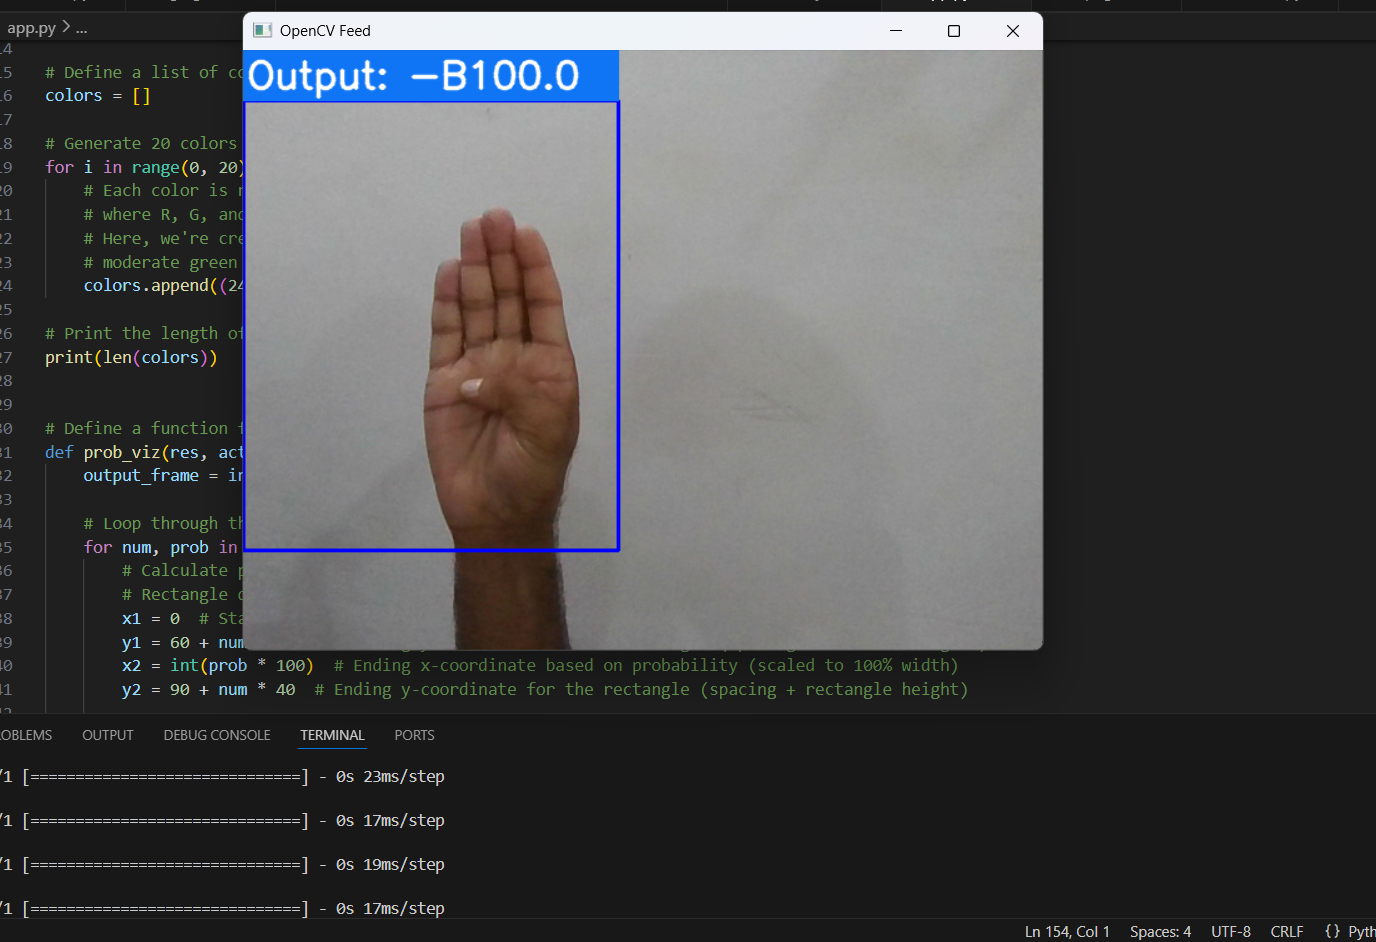 app.py > ...
OpenCV Feed
Output: -B100.0
14
15 # Define a list of
16 colors = []
17
18 # Generate 20 colors
19 for i in range(0, 20)
20 # Each color is
21 # where R, G, and
22 # Here, we're
23 # moderate green
24 colors.append((24
25
26 # Print the length of
27 print(len(colors))
28
29
30 # Define a function
31 def prob_viz(res,
32 output_frame =
33
34 # Loop through
35 for num, prob in
36 # Calculate
37 # Rectangle
38 x1 = 0 #
39 y1 = 60 + num
40 x2 = int(prob * 100) # Ending x-coordinate based on probability (scaled to 100% width)
41 y2 = 90 + num * 40 # Ending y-coordinate for the rectangle (spacing + rectangle height)
OBLEMS OUTPUT DEBUG CONSOLE TERMINAL PORTS
/1 [==============================] - 0s 23ms/step
/1 [==============================] - 0s 17ms/step
/1 [==============================] - 0s 19ms/step
/1 [==============================] - 0s 17ms/step
Ln 154, Col 1 Spaces: 4 UTF-8 CRLF {} Pyth